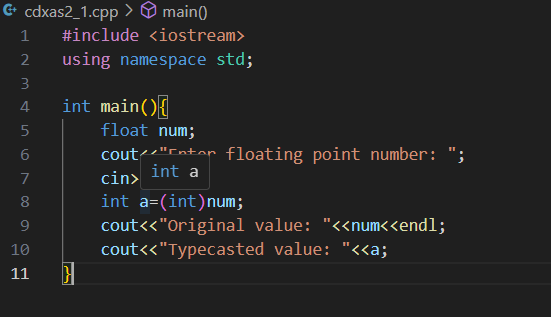 cdxas2_1.cpp > main()
1 #include <iostream>
2 using namespace std;
3
4 int main(){
5 float num;
6 cout<<"Enter floating point number: ";
7 cin>
int a
8 int a=(int)num;
9 cout<<"Original value: "<<num<<endl;
10 cout<<"Typecasted value: "<<a;
11 }